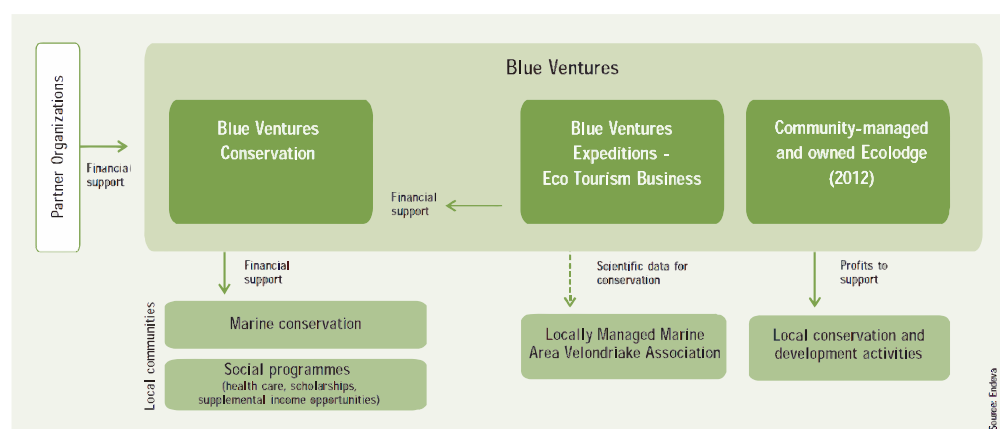 Blue Ventures
Partner Organizations
Financial
support
Blue Ventures
Conservation
Financial
support
Blue Ventures
Expeditions -
Eco Tourism Business
Community-managed
and owned Ecolodge
(2012)
Financial
support
Scientific data for
conservation
Profits to
support
Local communities
Marine conservation
Social programmes
(health care, scholarships,
supplemental income opportunities)
Locally Managed Marine
Area Velondriake Association
Local conservation and
development activities
Source: Endeva